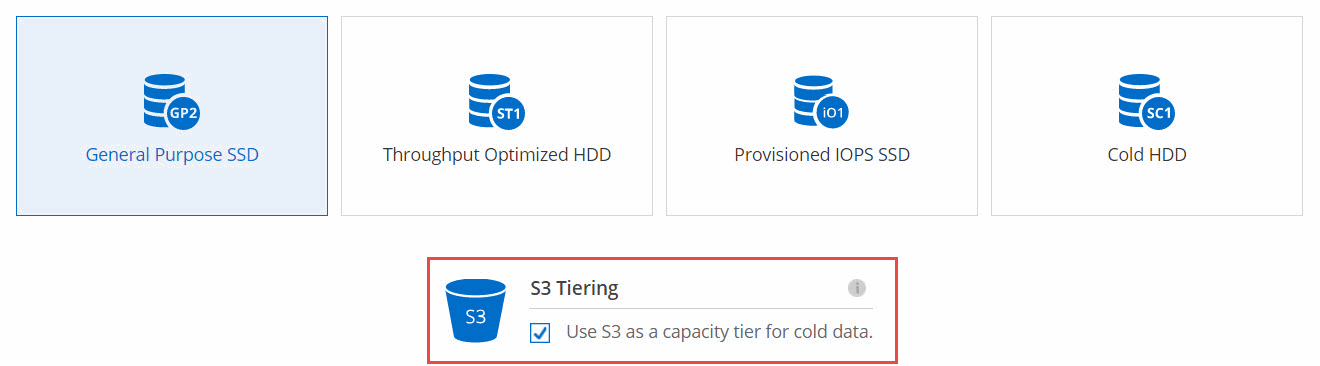 GP2
General Purpose SSD
ST1
Throughput Optimized HDD
iO1
Provisioned IOPS SSD
SC1
Cold HDD
S3
S3 Tiering
i
Use S3 as a capacity tier for cold data.